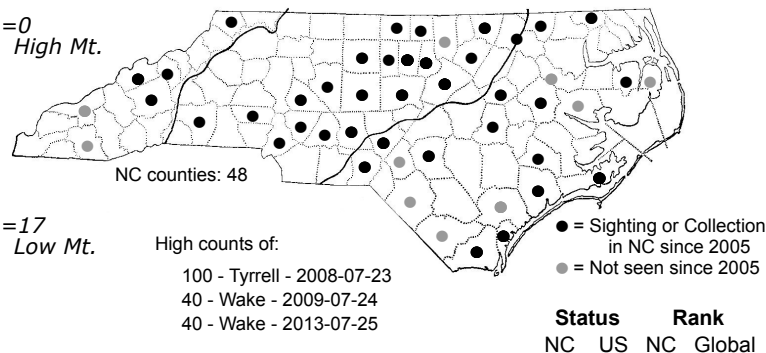 =0
High Mt.
NC counties: 48
=17
Low Mt.
High counts of:
100 - Tyrrell - 2008-07-23
40 - Wake - 2009-07-24
40 - Wake - 2013-07-25
= Sighting or Collection
in NC since 2005
= Not seen since 2005
Status Rank
NC US NC Global